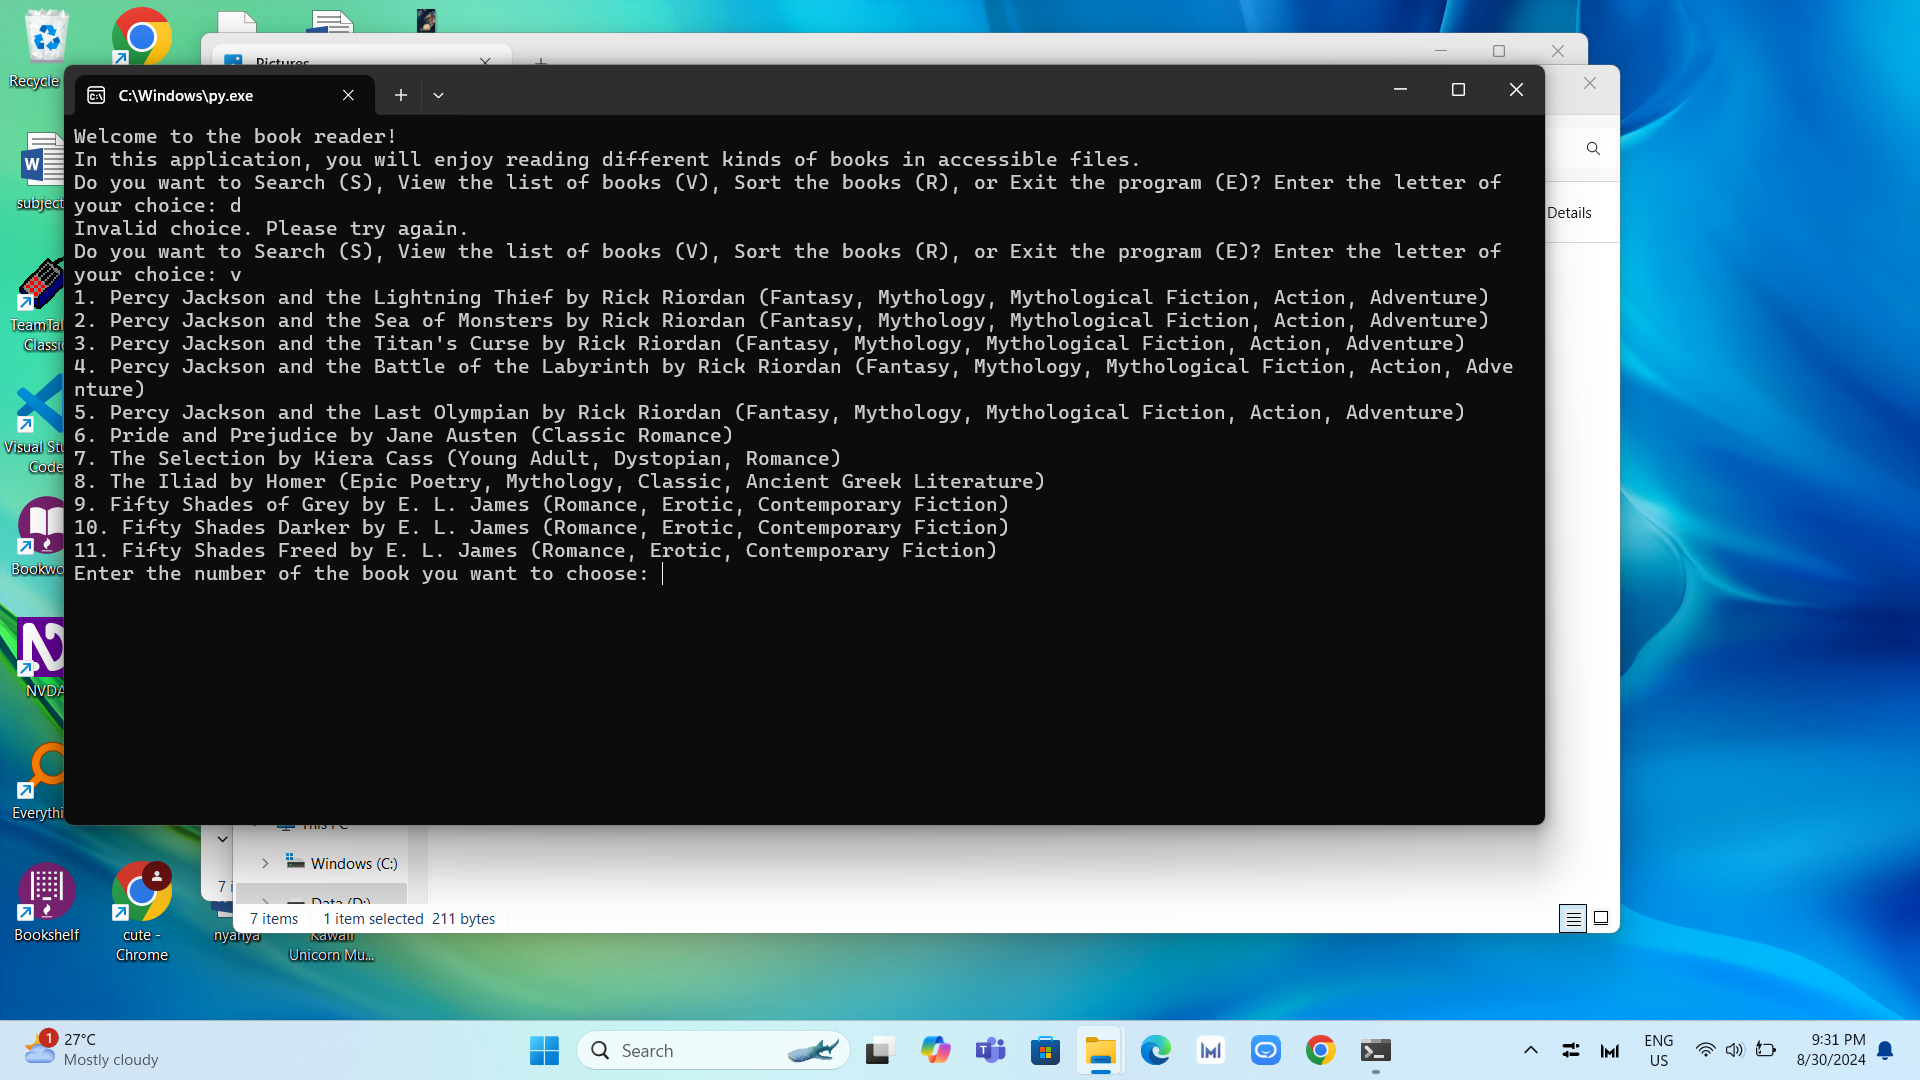 Recycle
Pictures
C:\Windows\py.exe
Welcome to the book reader!
In this application, you will enjoy reading different kinds of books in accessible files.
Do you want to Search (S), View the list of books (V), Sort the books (R), or Exit the program (E)? Enter the letter of
your choice: d
Invalid choice. Please try again.
Do you want to Search (S), View the list of books (V), Sort the books (R), or Exit the program (E)? Enter the letter of
your choice: v
1. Percy Jackson and the Lightning Thief by Rick Riordan (Fantasy, Mythology, Mythological Fiction, Action, Adventure)
2. Percy Jackson and the Sea of Monsters by Rick Riordan (Fantasy, Mythology, Mythological Fiction, Action, Adventure)
3. Percy Jackson and the Titan's Curse by Rick Riordan (Fantasy, Mythology, Mythological Fiction, Action, Adventure)
4. Percy Jackson and the Battle of the Labyrinth by Rick Riordan (Fantasy, Mythology, Mythological Fiction, Action, Adve
nture)
5. Percy Jackson and the Last Olympian by Rick Riordan (Fantasy, Mythology, Mythological Fiction, Action, Adventure)
6. Pride and Prejudice by Jane Austen (Classic Romance)
7. The Selection by Kiera Cass (Young Adult, Dystopian, Romance)
8. The Iliad by Homer (Epic Poetry, Mythology, Classic, Ancient Greek Literature)
9. Fifty Shades of Grey by E. L. James (Romance, Erotic, Contemporary Fiction)
10. Fifty Shades Darker by E. L. James (Romance, Erotic, Contemporary Fiction)
11. Fifty Shades Freed by E. L. James (Romance, Erotic, Contemporary Fiction)
Enter the number of the book you want to choose:
Details
subject
TeamTal
Classic
Visual Stu
Code
Bookwo
NVDA
Everythi
Bookshelf
cute -
Chrome
nyanya
Kawaii
Unicorn Mu...
This PC
Windows (C:)
Data (D:)
7 i
7 items
1 item selected 211 bytes
1
27°C
Mostly cloudy
Search
ENG
US
9:31 PM
8/30/2024